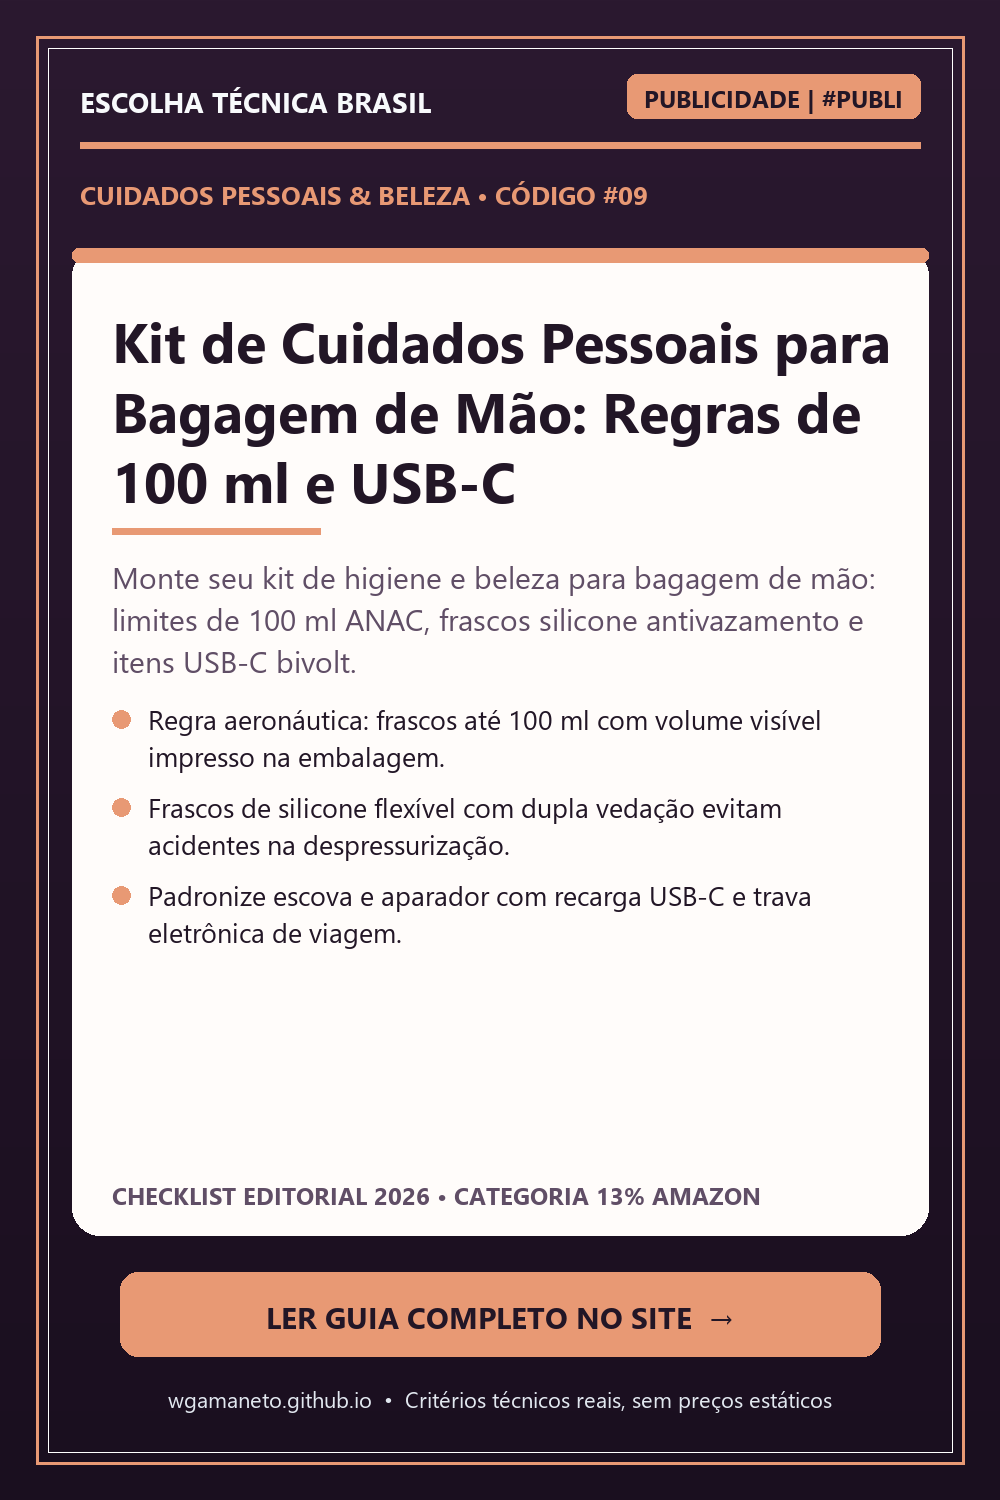 ESCOLHA TÉCNICA BRASIL
PUBLICIDADE | #PUBLI
CUIDADOS PESSOAIS & BELEZA • CÓDIGO #09
Kit de Cuidados Pessoais para
Bagagem de Mão: Regras de
100 ml e USB-C
Monte seu kit de higiene e beleza para bagagem de mão:
limites de 100 ml ANAC, frascos silicone antivazamento e
itens USB-C bivolt.
Regra aeronáutica: frascos até 100 ml com volume visível
impresso na embalagem.
Frascos de silicone flexível com dupla vedação evitam
acidentes na despressurização.
Padronize escova e aparador com recarga USB-C e trava
eletrônica de viagem.
CHECKLIST EDITORIAL 2026 • CATEGORIA 13% AMAZON
LER GUIA COMPLETO NO SITE →
wgamaneto.github.io • Critérios técnicos reais, sem preços estáticos